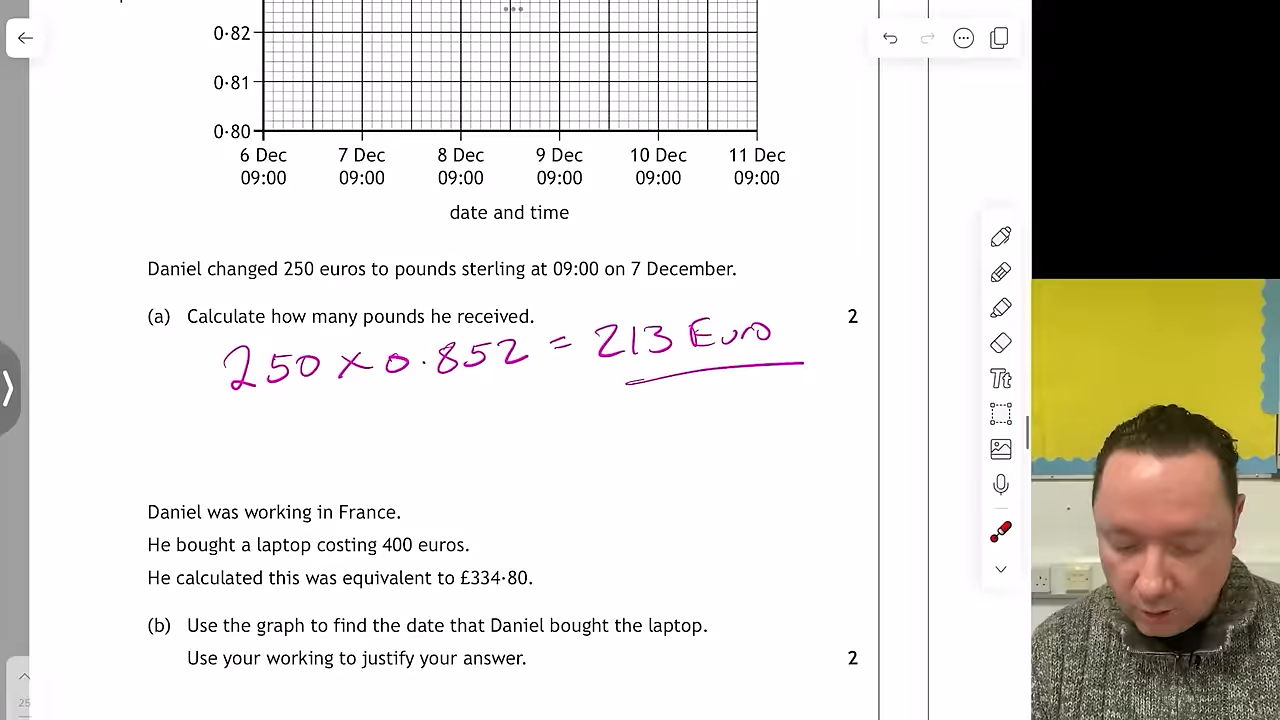 0·82
0·81
0·80
6 Dec 7 Dec 8 Dec 9 Dec 10 Dec 11 Dec
09:00 09:00 09:00 09:00 09:00 09:00
date and time
Daniel changed 250 euros to pounds sterling at 09:00 on 7 December.
(a) Calculate how many pounds he received. 2
250 × 0.852 = 213 Euro
Daniel was working in France.
He bought a laptop costing 400 euros.
He calculated this was equivalent to £334·80.
(b) Use the graph to find the date that Daniel bought the laptop.
Use your working to justify your answer. 2
Tt
25